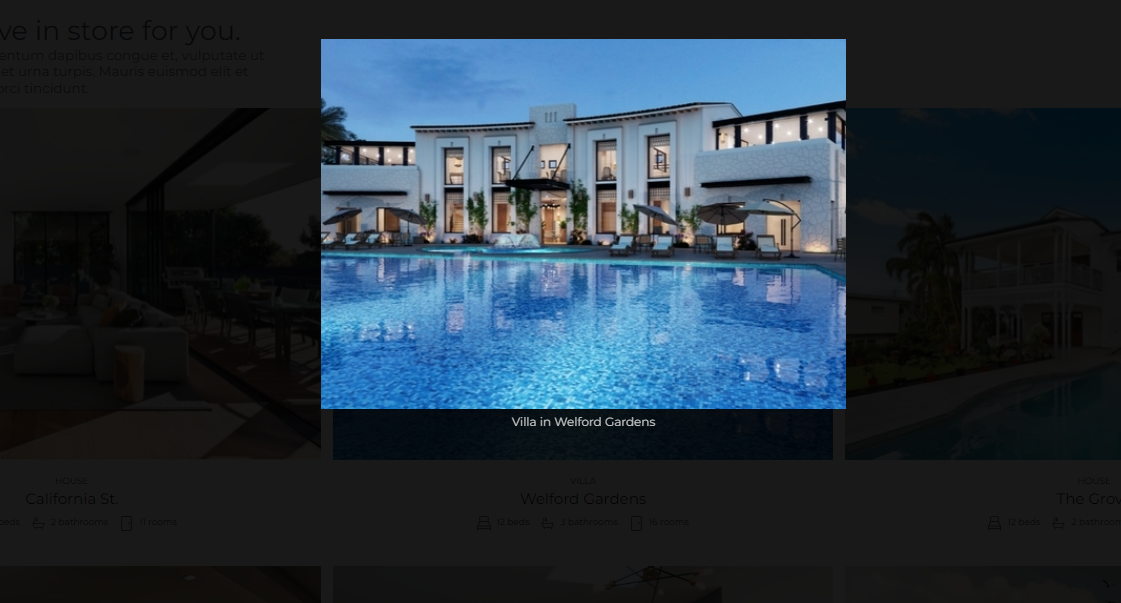 ve in store for you.
entum dapibus congue et, vulputate ut
et urna turpis. Mauris euismod elit et
orci tincidunt.
Villa in Welford Gardens
HOUSE
California St.
beds 2 bathrooms 11 rooms
VILLA
Welford Gardens
12 beds 3 bathrooms 16 rooms
HOUSE
The Grov
12 beds 2 bathroom